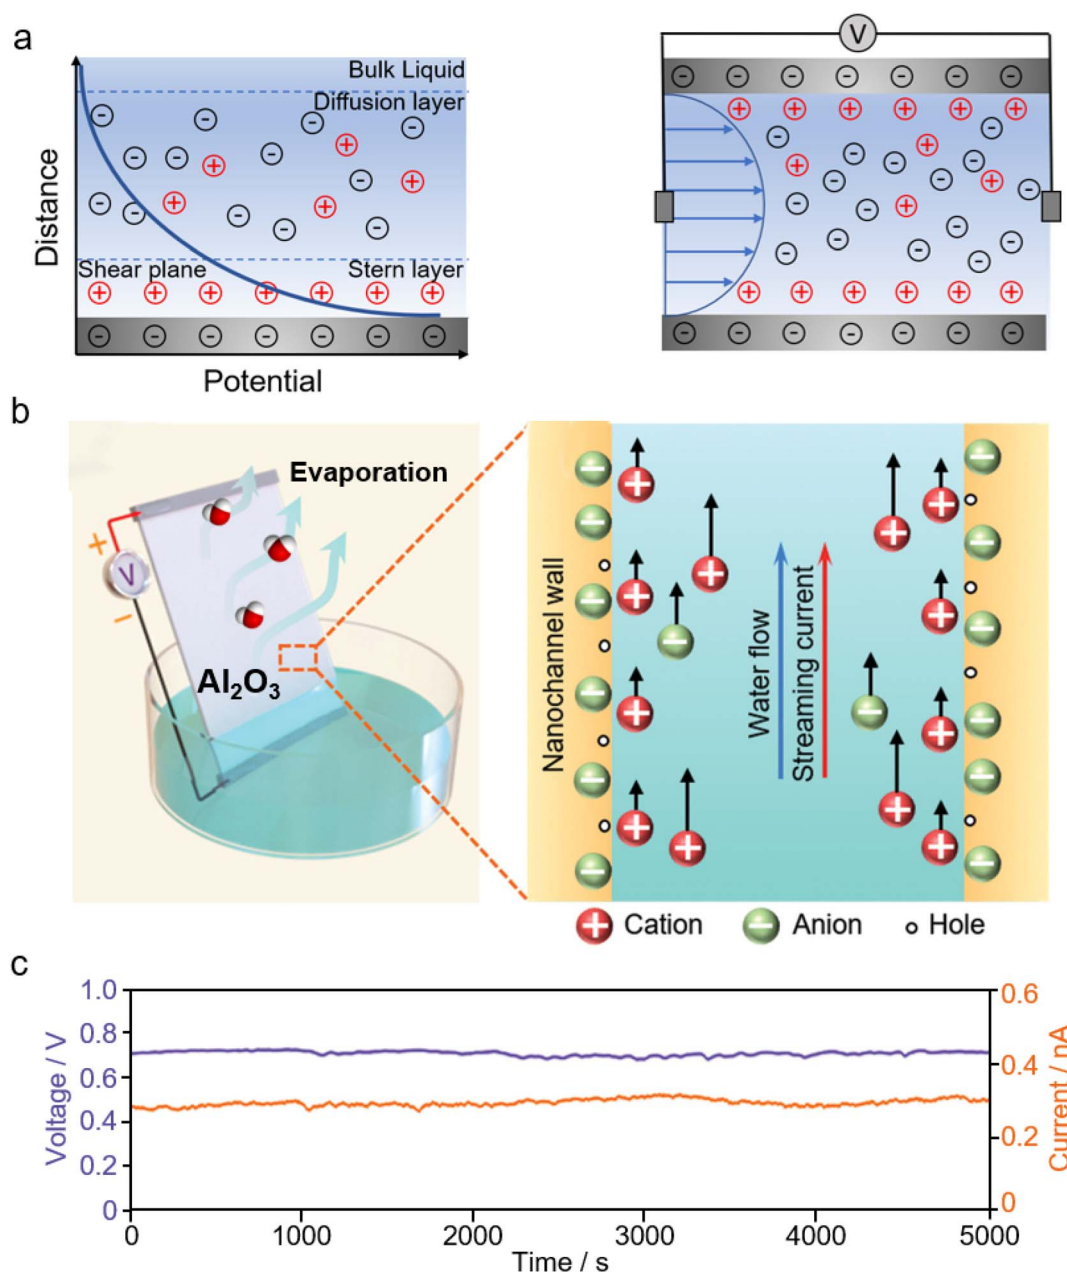 a
Bulk Liquid
Diffusion layer
Shear plane
Stern layer
Distance
Potential
V
b
Evaporation
+
V
−
Al₂O₃
Nanochannel wall
Water flow
Streaming current
Cation
Anion
Hole
c
1.0
0.8
0.6
0.4
0.2
0
Voltage / V
0.6
0.4
0.2
0
Current / nA
0
1000
2000
3000
4000
5000
Time / s